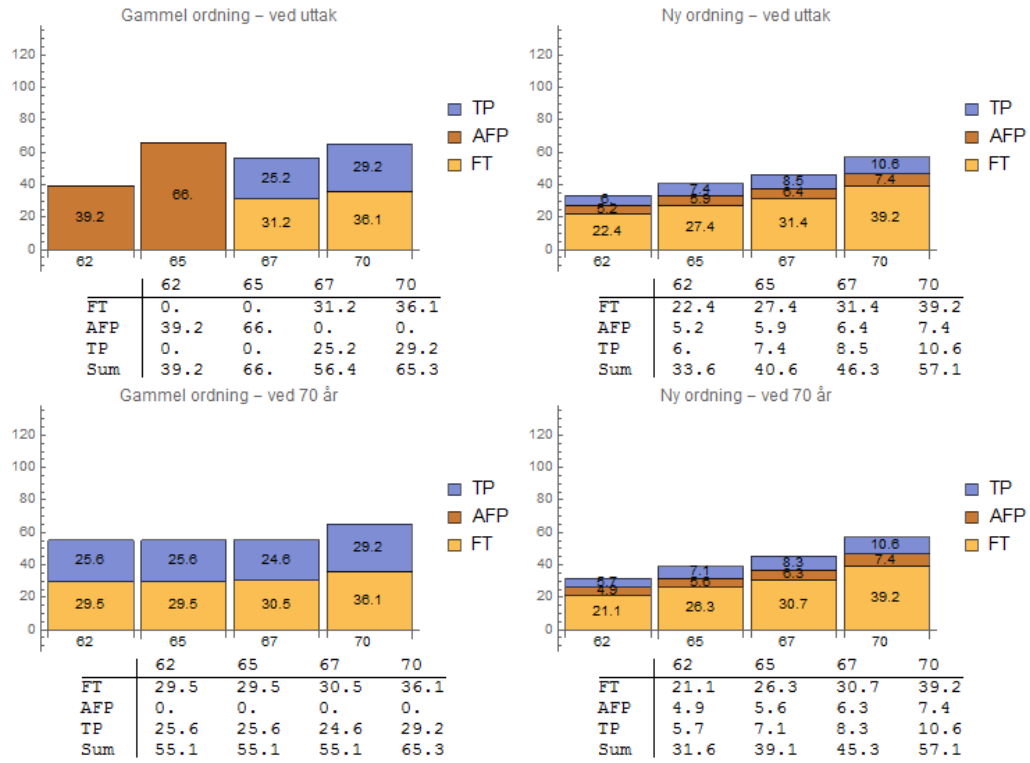 Gammel ordning – ved uttak
120
100
80
60
40
20
0
39.2
66.
25.2
31.2
29.2
36.1
62 65 67 70
TP
AFP
FT
62 65 67 70
FT 0. 0. 31.2 36.1
AFP 39.2 66. 0. 0.
TP 0. 0. 25.2 29.2
Sum 39.2 66. 56.4 65.3
Ny ordning – ved uttak
120
100
80
60
40
20
0
6.
5.2
22.4
7.4
5.9
27.4
8.5
6.4
31.4
10.6
7.4
39.2
62 65 67 70
TP
AFP
FT
62 65 67 70
FT 22.4 27.4 31.4 39.2
AFP 5.2 5.9 6.4 7.4
TP 6. 7.4 8.5 10.6
Sum 33.6 40.6 46.3 57.1
Gammel ordning – ved 70 år
120
100
80
60
40
20
0
25.6
29.5
25.6
29.5
24.6
30.5
29.2
36.1
62 65 67 70
TP
AFP
FT
62 65 67 70
FT 29.5 29.5 30.5 36.1
AFP 0. 0. 0. 0.
TP 25.6 25.6 24.6 29.2
Sum 55.1 55.1 55.1 65.3
Ny ordning – ved 70 år
120
100
80
60
40
20
0
5.7
4.9
21.1
7.1
5.6
26.3
8.3
6.3
30.7
10.6
7.4
39.2
62 65 67 70
TP
AFP
FT
62 65 67 70
FT 21.1 26.3 30.7 39.2
AFP 4.9 5.6 6.3 7.4
TP 5.7 7.1 8.3 10.6
Sum 31.6 39.1 45.3 57.1